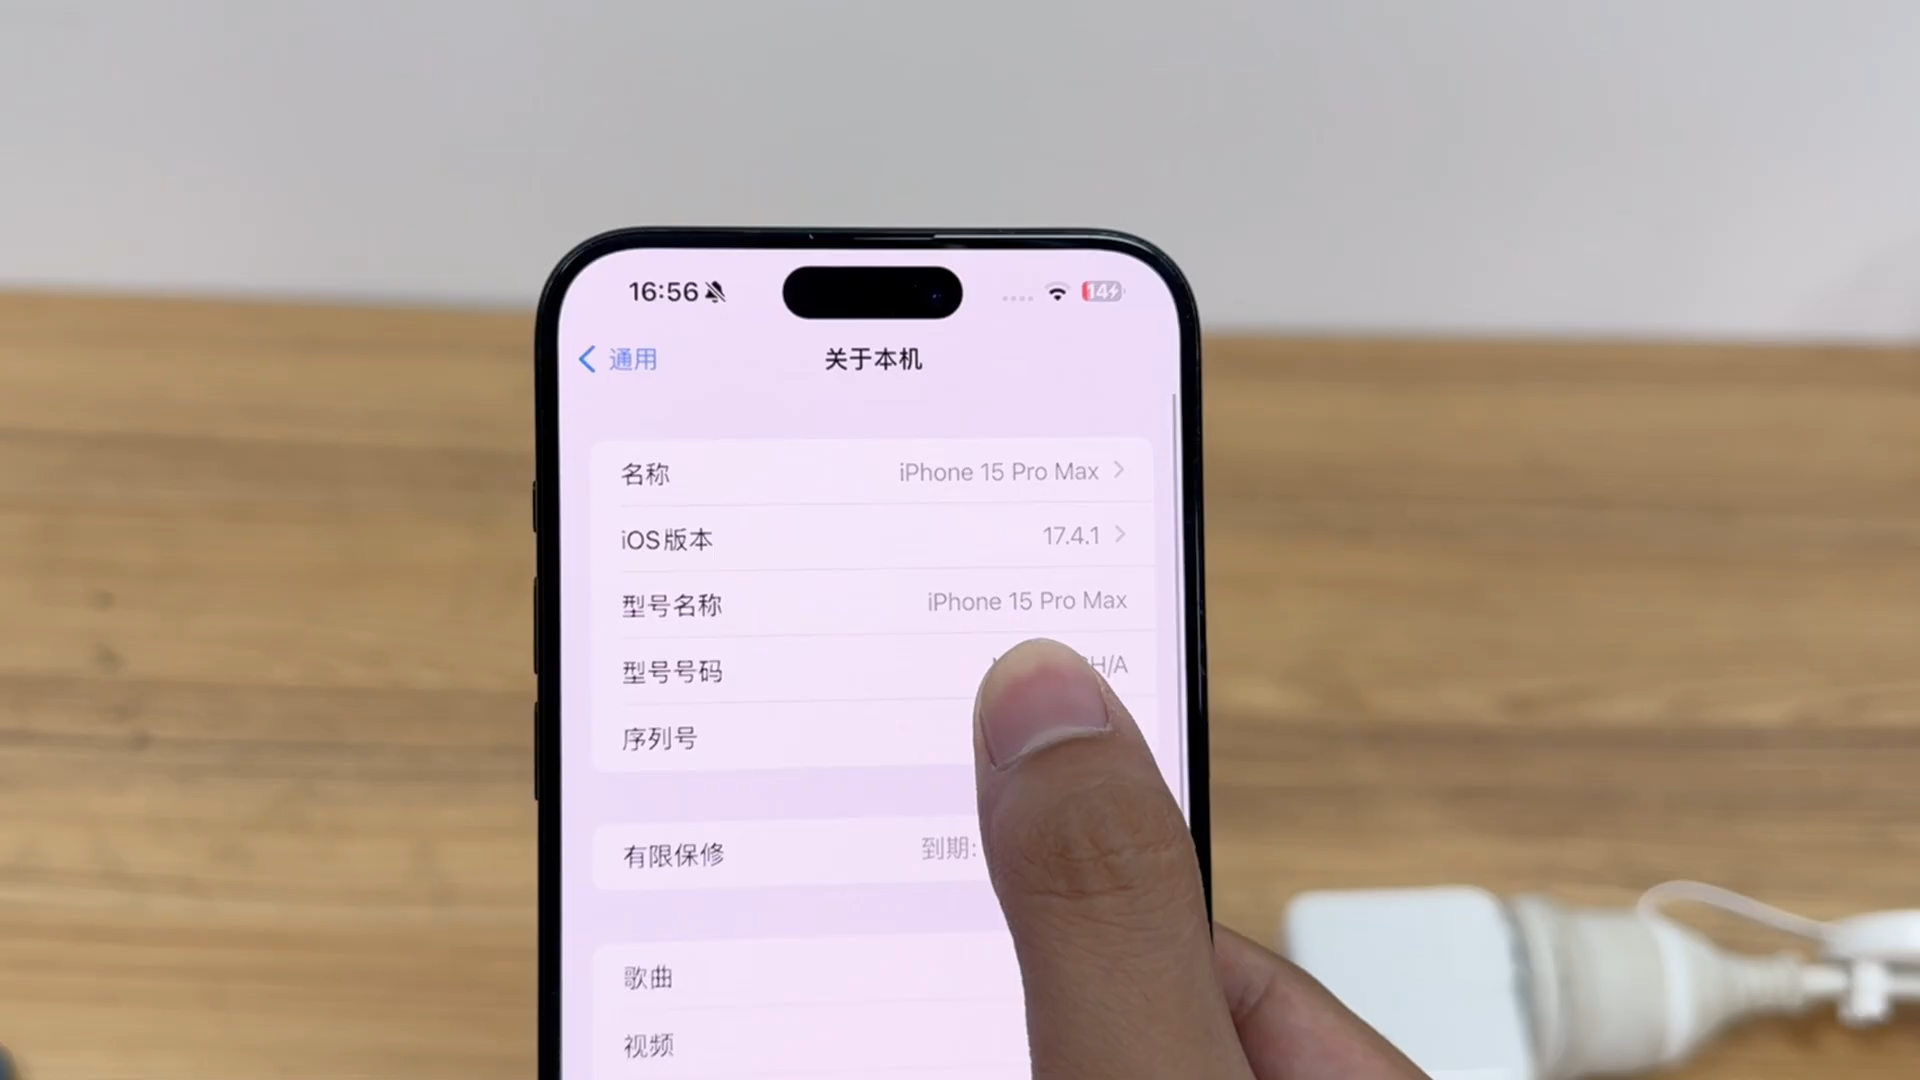 16:56 14
通用 关于本机
名称 iPhone 15 Pro Max
iOS版本 17.4.1
型号名称 iPhone 15 Pro Max
型号号码 H/A
序列号
有限保修 到期:
歌曲
视频